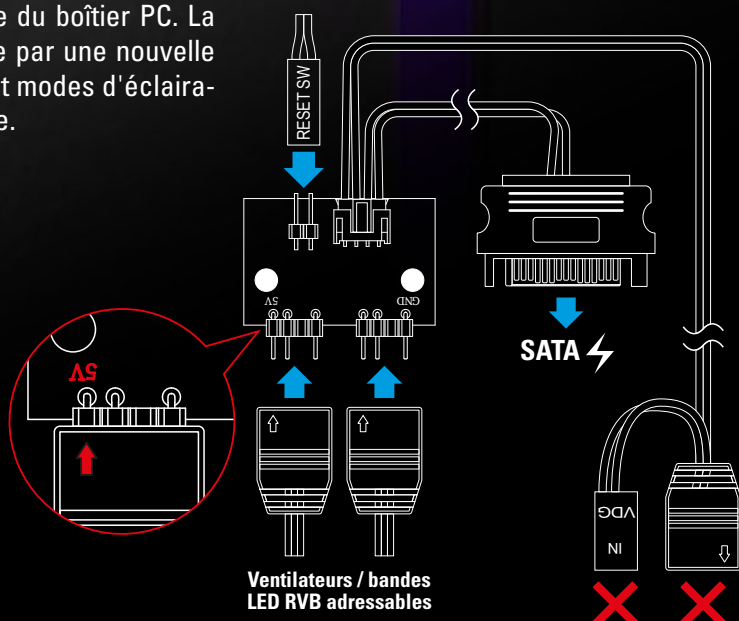 e du boîtier PC. La
e par une nouvelle
t modes d'éclaira-
e.
RESET SW
5V
GND
5V
SATA
VDG
IN
Ventilateurs / bandes
LED RVB adressables